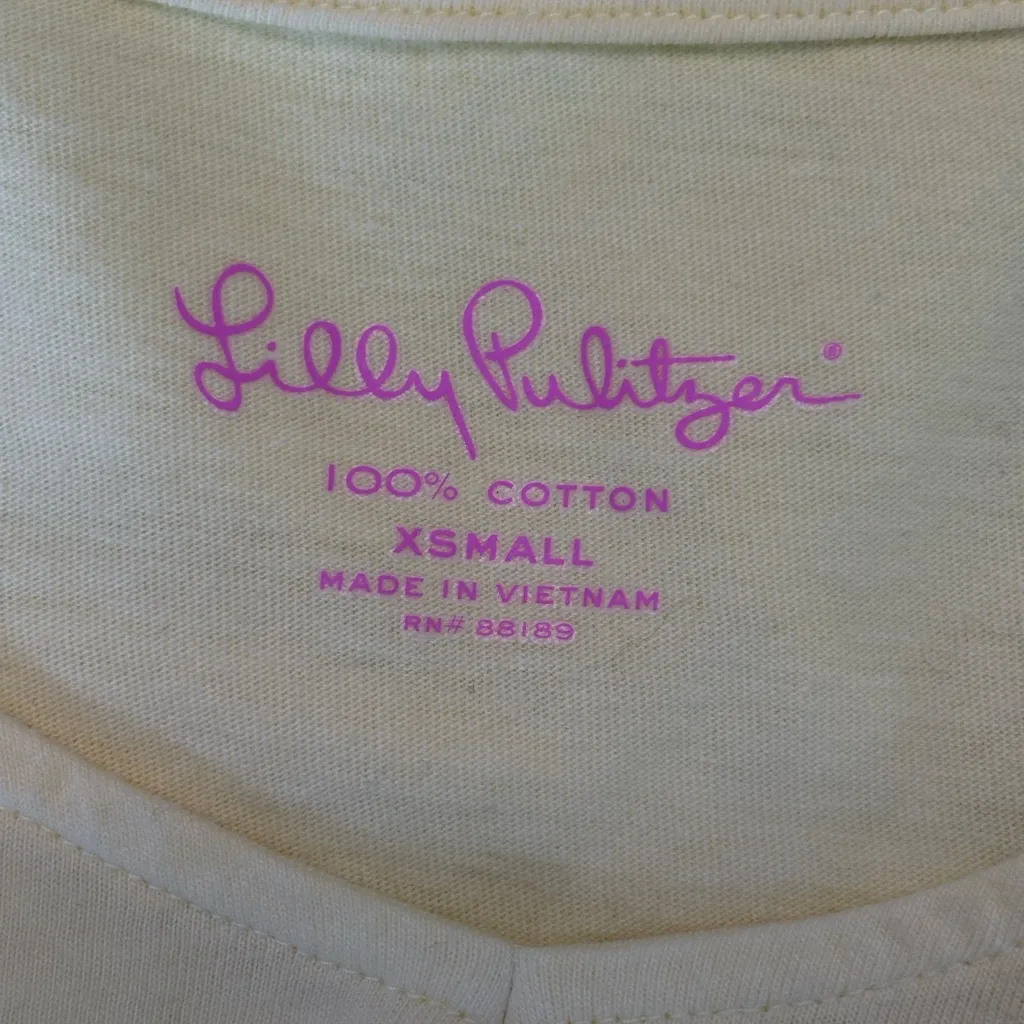 Lilly Pulitzer®
100% COTTON
XSMALL
MADE IN VIETNAM
RN# 88189